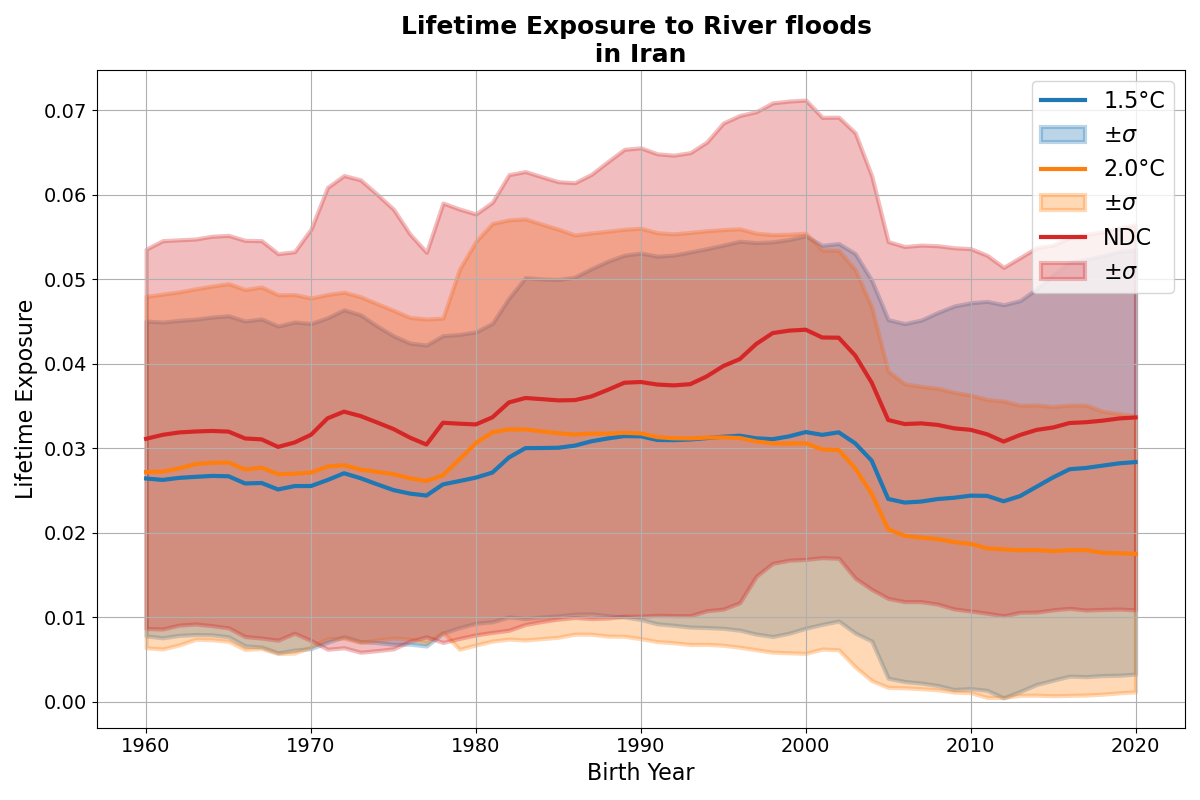 Lifetime Exposure to River floods
in Iran
Lifetime Exposure
0.07
0.06
0.05
0.04
0.03
0.02
0.01
0.00
1960
1970
1980
1990
2000
2010
2020
Birth Year
1.5°C
±σ
2.0°C
±σ
NDC
±σ